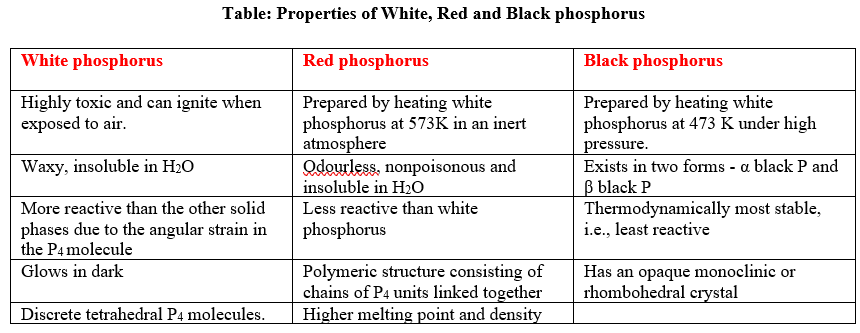 Table: Properties of White, Red and Black phosphorus
White phosphorus
Red phosphorus
Black phosphorus
Highly toxic and can ignite when
exposed to air.
Prepared by heating white
phosphorus at 573K in an inert
atmosphere
Prepared by heating white
phosphorus at 473 K under high
pressure.
Waxy, insoluble in H2O
Odourless, nonpoisonous and
insoluble in H2O
Exists in two forms - α black P and
β black P
More reactive than the other solid
phases due to the angular strain in
the P4 molecule
Less reactive than white
phosphorus
Thermodynamically most stable,
i.e., least reactive
Glows in dark
Polymeric structure consisting of
chains of P4 units linked together
Has an opaque monoclinic or
rhombohedral crystal
Discrete tetrahedral P4 molecules.
Higher melting point and density